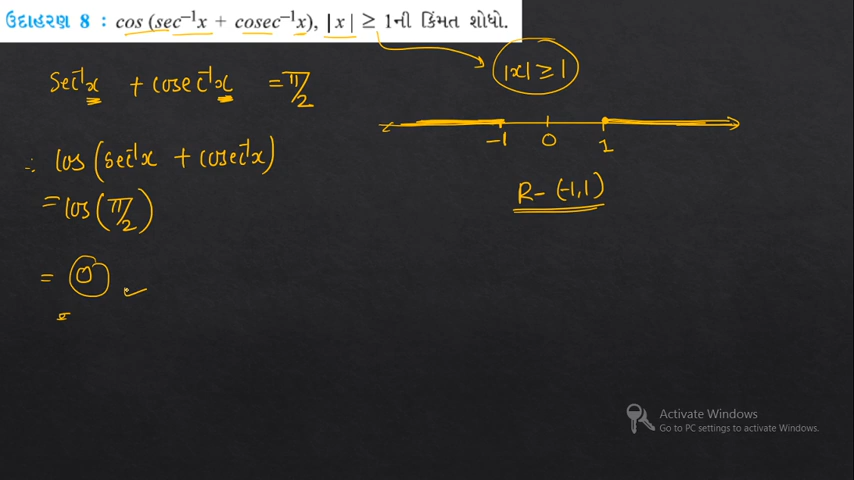 ઉદાહરણ 8 : cos (sec⁻¹x + cosec⁻¹x), |x| ≥ 1ની કિંમત શોધો.
|x| ≥ 1
sec⁻¹x + cosec⁻¹x = π/2
-1 0 1
∴ cos(sec⁻¹x + cosec⁻¹x)
R - (-1,1)
= cos(π/2)
= 0
Activate Windows
Go to PC settings to activate Windows.